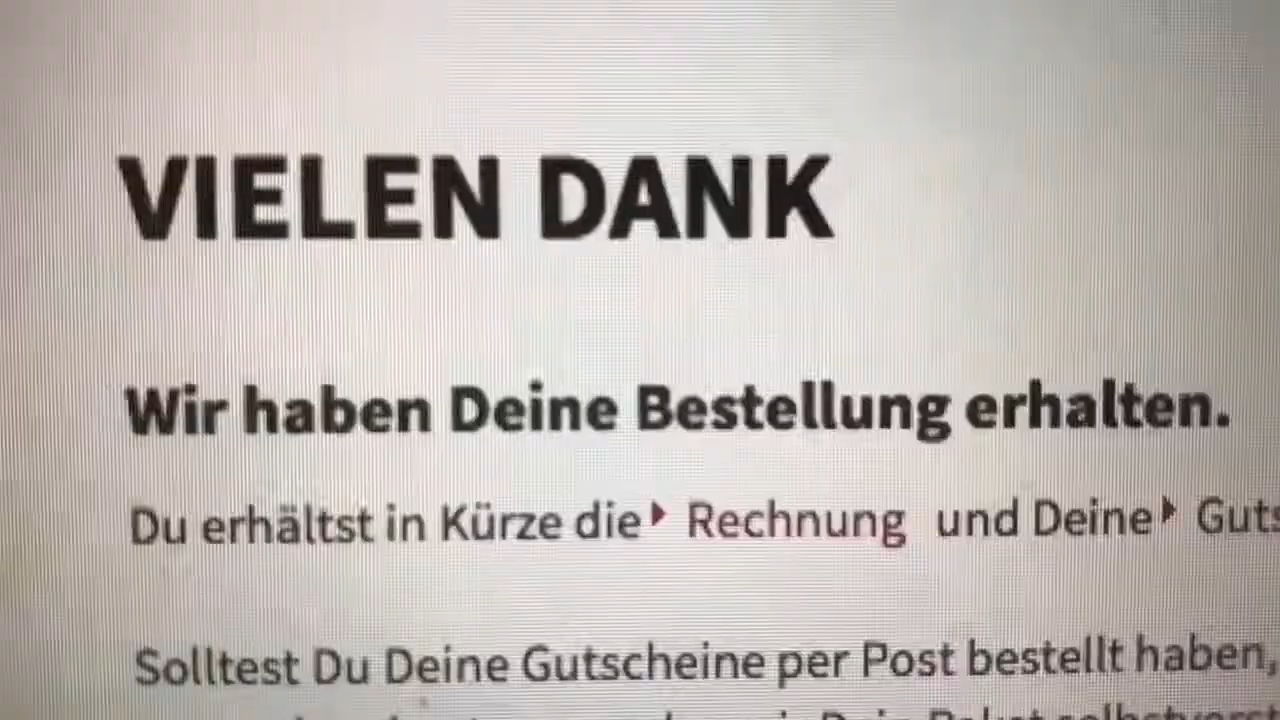 VIELEN DANK
Wir haben Deine Bestellung erhalten.
Du erhältst in Kürze die Rechnung und Deine
Solltest Du Deine Gutscheine per Post bestellt haben,